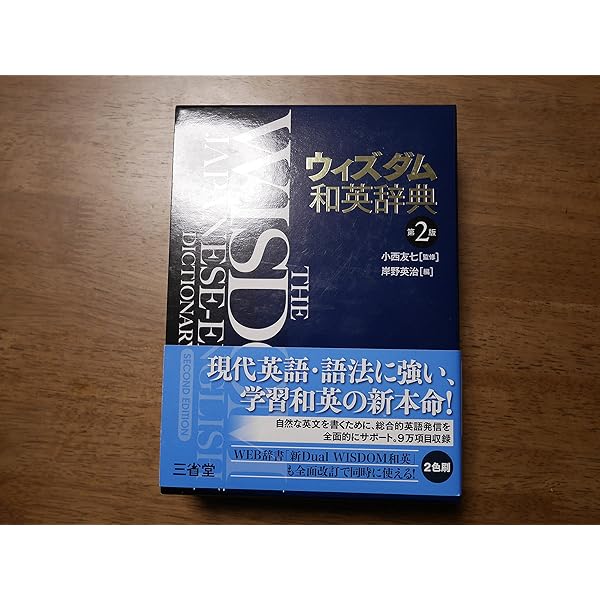 ウィズダム
和英辞典
第2版
小西友七[監修]
岸野英治[編]
THE
WISDO
JAPANESE-ENGLISH
DICTIONARY
SECOND EDITION
現代英語・語法に強い、
学習和英の新本命!
自然な英文を書くために、総合的英語発信を
全面的にサポート。9万項目収録
WEB辞書「新Dual WISDOM和英」
も全面改訂で同時に使える!
2色刷
三省堂